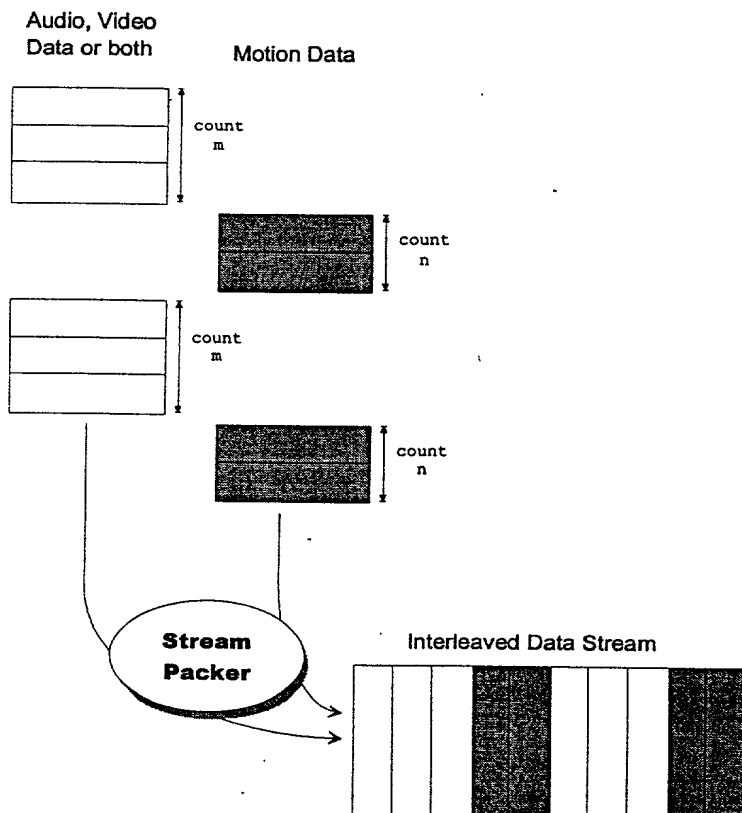 Audio, Video
Data or both
Motion Data
count
m
count
n
count
m
count
n
Stream
Packer
Interleaved Data Stream